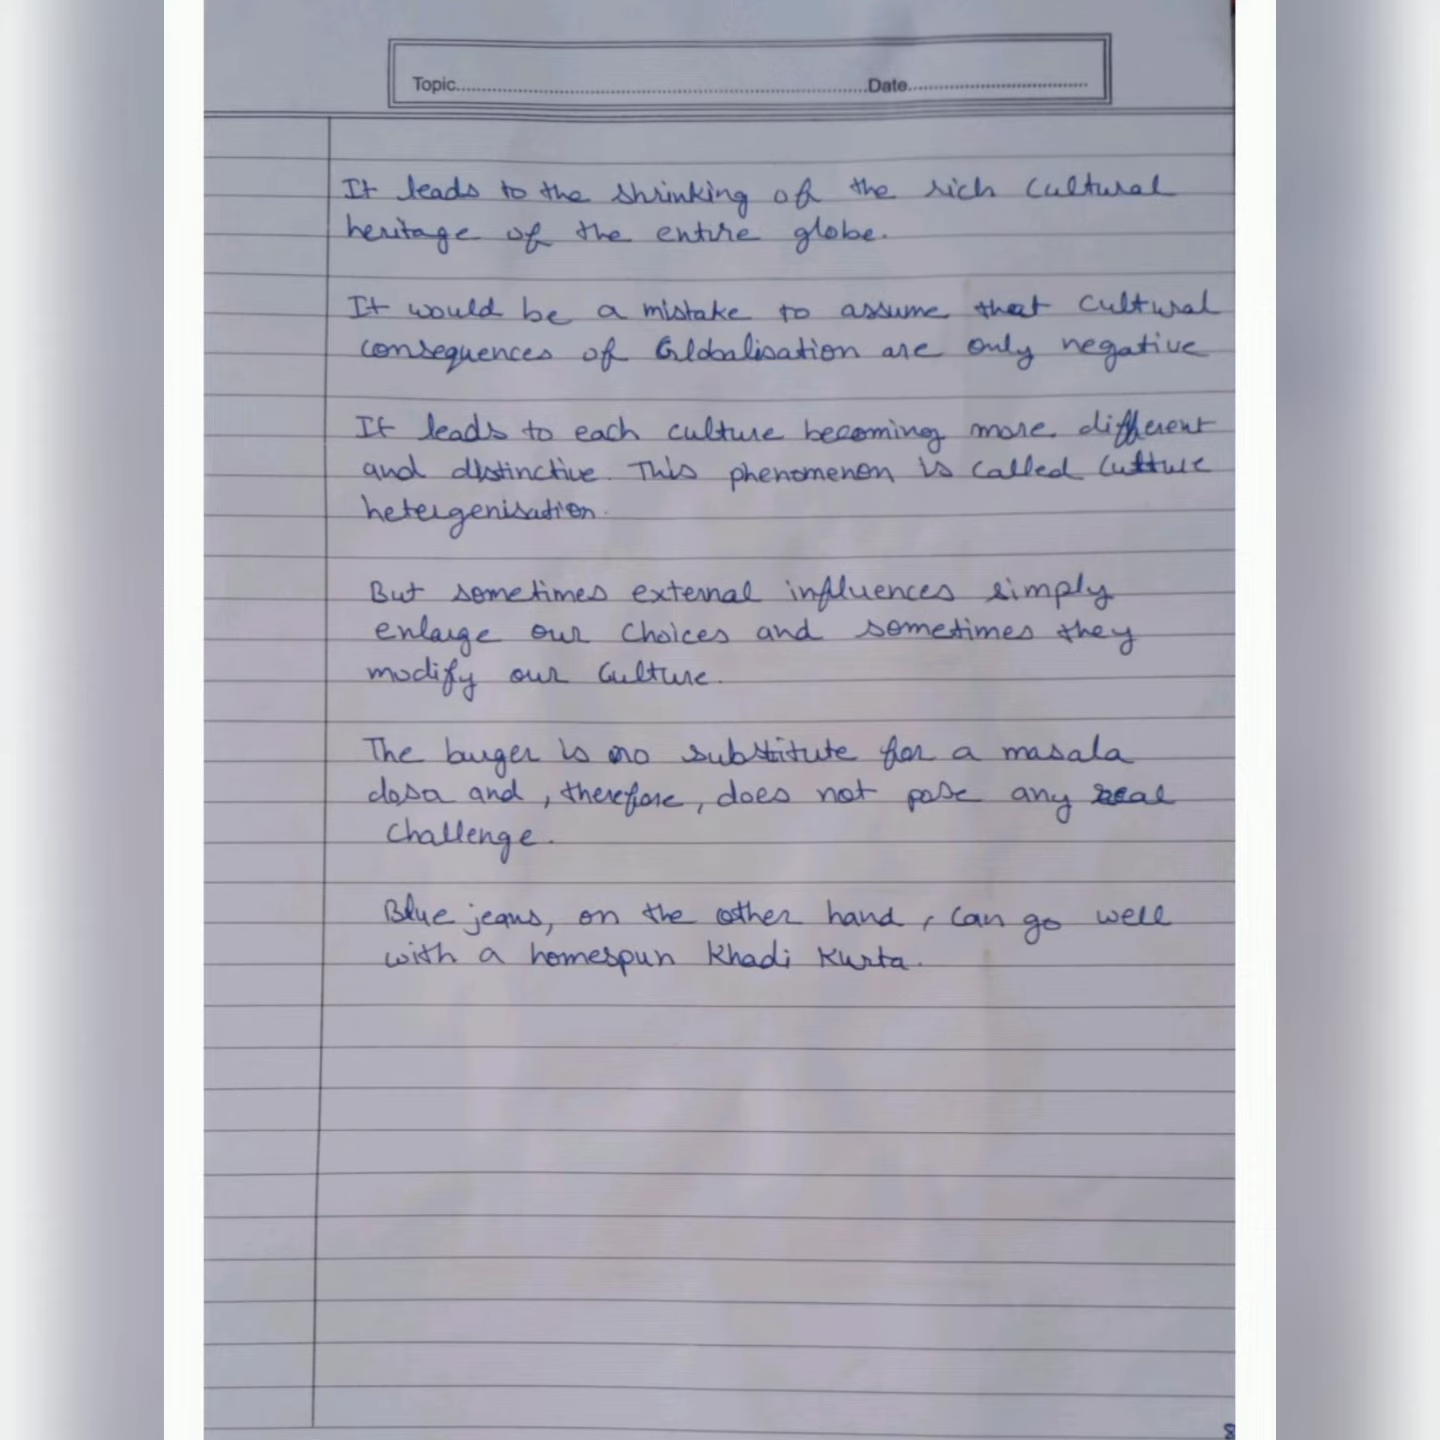 Topic Date
It leads to the shrinking of the rich cultural
heritage of the entire globe.
It would be a mistake to assume that cultural
consequences of Globalisation are only negative
It leads to each culture becoming more different
and distinctive. This phenomenon is called Culture
hetergenisation.
But sometimes external influences simply
enlarge our choices and sometimes they
modify our Culture.
The burger is no substitute for a masala
dosa and, therefore, does not pose any real
challenge.
Blue jeans, on the other hand, can go well
with a homespun Khadi Kurta.